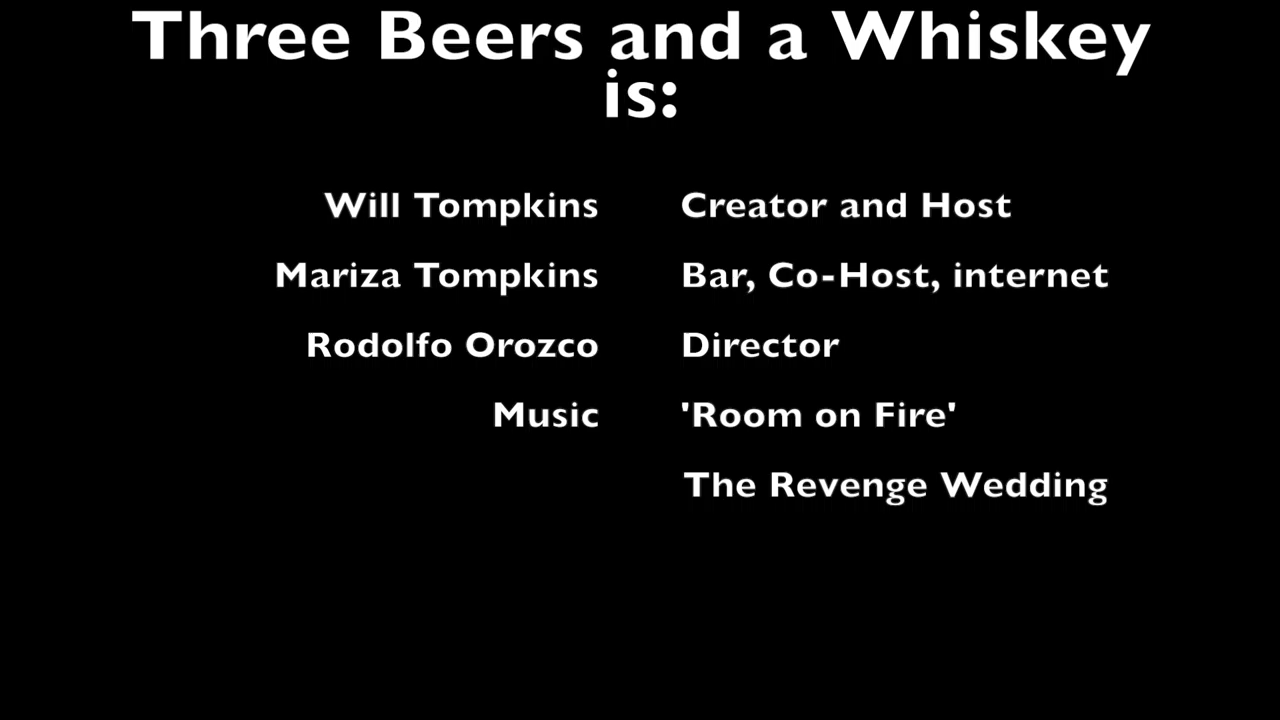 Three Beers and a Whiskey
is:
Will Tompkins Creator and Host
Mariza Tompkins Bar, Co-Host, internet
Rodolfo Orozco Director
Music 'Room on Fire'
The Revenge Wedding